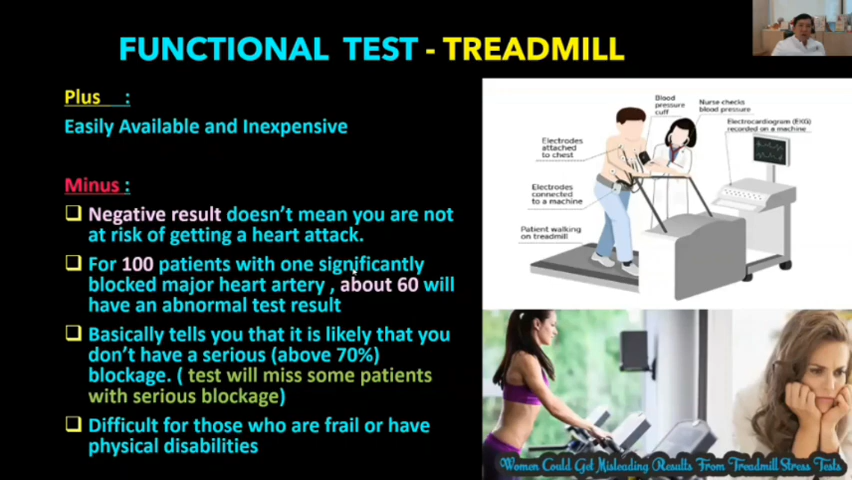 FUNCTIONAL TEST - TREADMILL
Plus :
Easily Available and Inexpensive
Minus :
Negative result doesn't mean you are not
at risk of getting a heart attack.
For 100 patients with one significantly
blocked major heart artery , about 60 will
have an abnormal test result
Basically tells you that it is likely that you
don't have a serious (above 70%)
blockage. ( test will miss some patients
with serious blockage)
Difficult for those who are frail or have
physical disabilities
Blood
pressure
cuff
Nurse checks
blood pressure
Electrocardiogram (EKG)
recorded on a machine
Electrodes
attached
to chest
Electrodes
connected
to a machine
Patient walking
on treadmill
Women Could Get Misleading Results From Treadmill Stress Tests